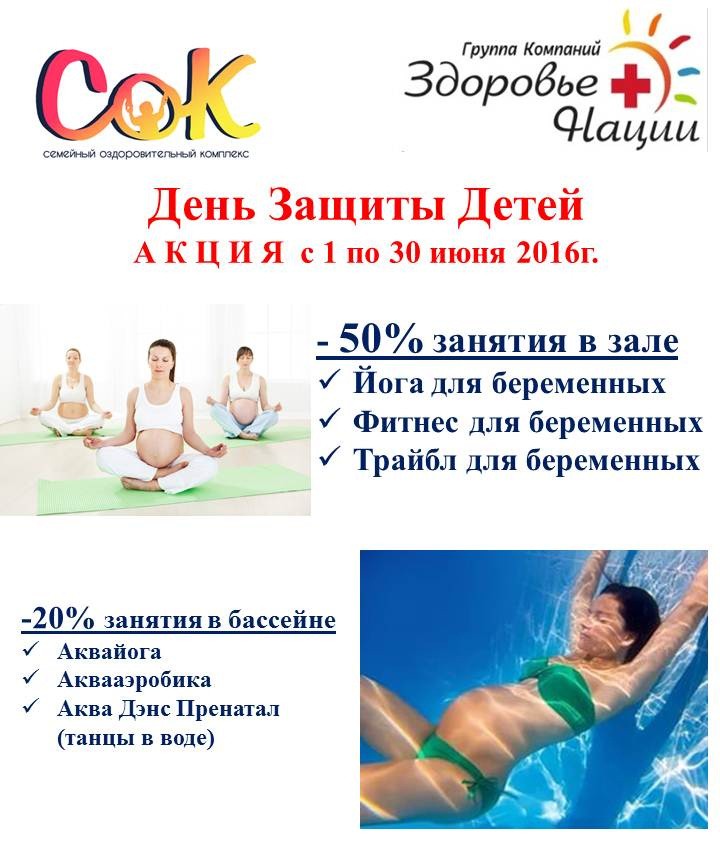 СОК
СЕМЕЙНЫЙ ОЗДОРОВИТЕЛЬНЫЙ КОМПЛЕКС
Группа Компаний
Здоровье
Нации
День Защиты Детей
А К Ц И Я с 1 по 30 июня 2016г.
- 50% занятия в зале
✓ Йога для беременных
✓ Фитнес для беременных
✓ Трайбл для беременных
-20% занятия в бассейне
✓ Аквайога
✓ Аквааэробика
✓ Аква Дэнс Пренатал
(танцы в воде)